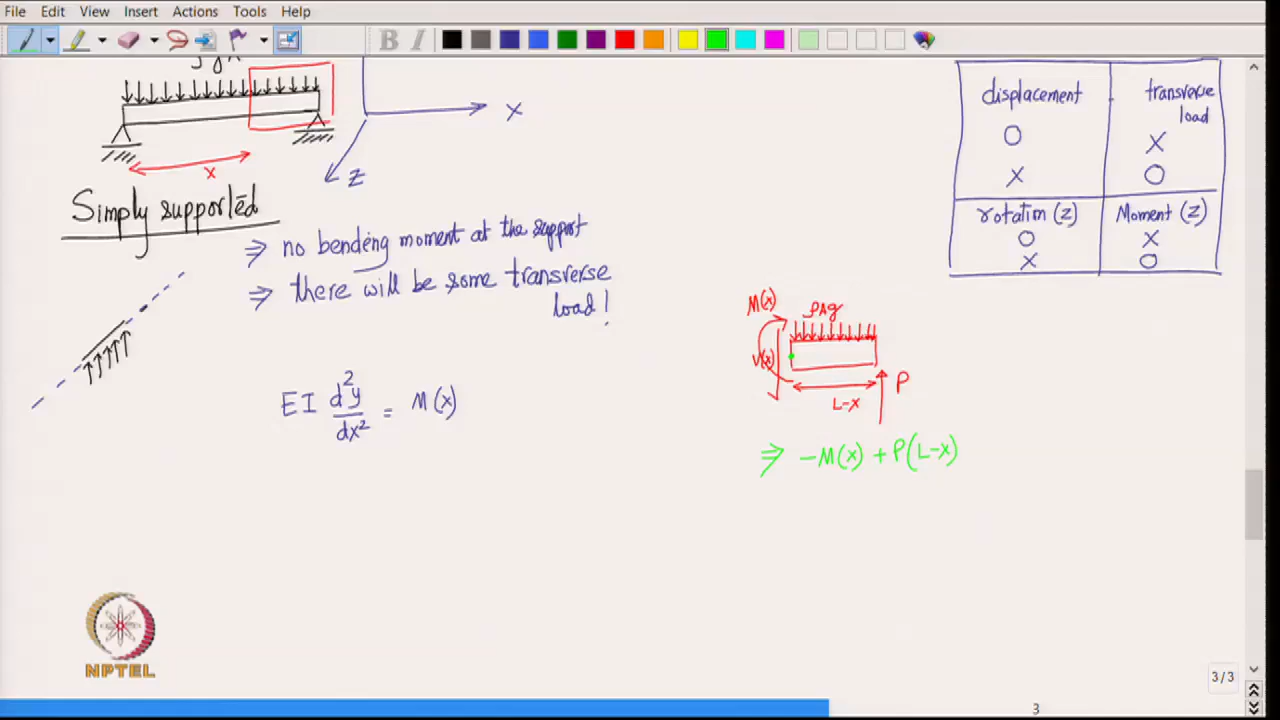 File Edit View Insert Actions Tools Help
B I
X
Z
x
Simply supported
⇒ no bending moment at the support
⇒ there will be some transverse
load!
EI d²y/dx² = M(x)
displacement transverse load
O X
X O
rotation (z) Moment (z)
O X
X O
M(x)
ρAg
V(x)
P
L-x
⇒ -M(x) + P(L-x)
NPTEL
3/3
3